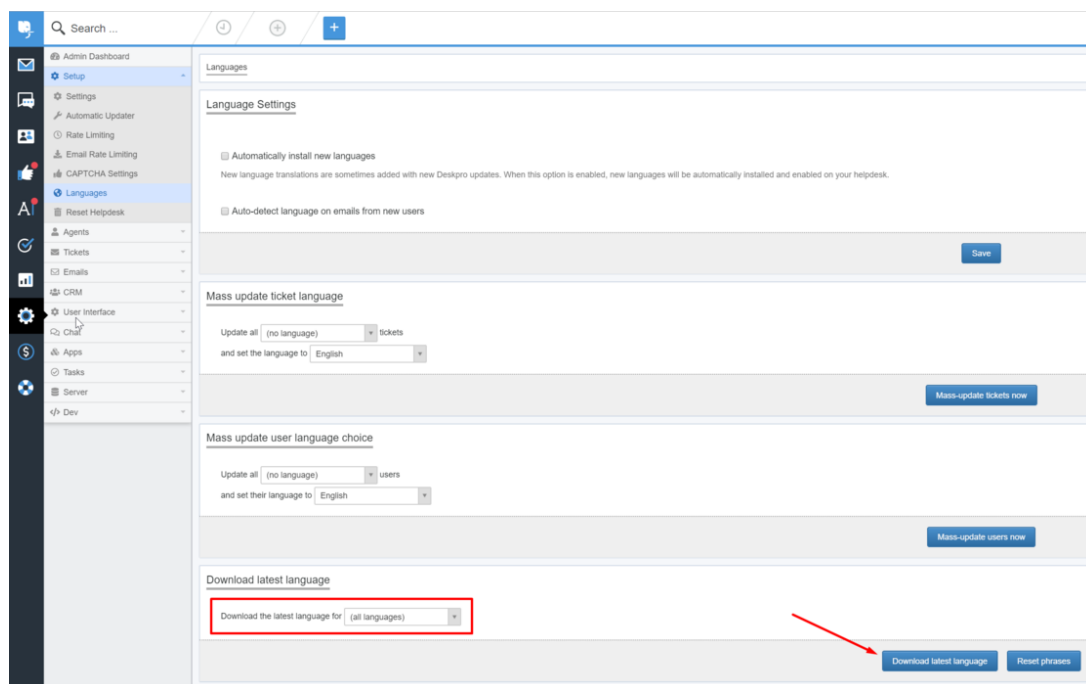 Search ...
Admin Dashboard
Setup
Settings
Automatic Updater
Rate Limiting
Email Rate Limiting
CAPTCHA Settings
Languages
Reset Helpdesk
Agents
Tickets
Emails
CRM
User Interface
Chat
Apps
Tasks
Server
Dev
Languages
Language Settings
Automatically install new languages
New language translations are sometimes added with new Deskpro updates. When this option is enabled, new languages will be automatically installed and enabled on your helpdesk.
Auto-detect language on emails from new users
Save
Mass update ticket language
Update all (no language) tickets
and set the language to English
Mass-update tickets now
Mass update user language choice
Update all (no language) users
and set their language to English
Mass-update users now
Download latest language
Download the latest language for (all languages)
Download latest language Reset phrases